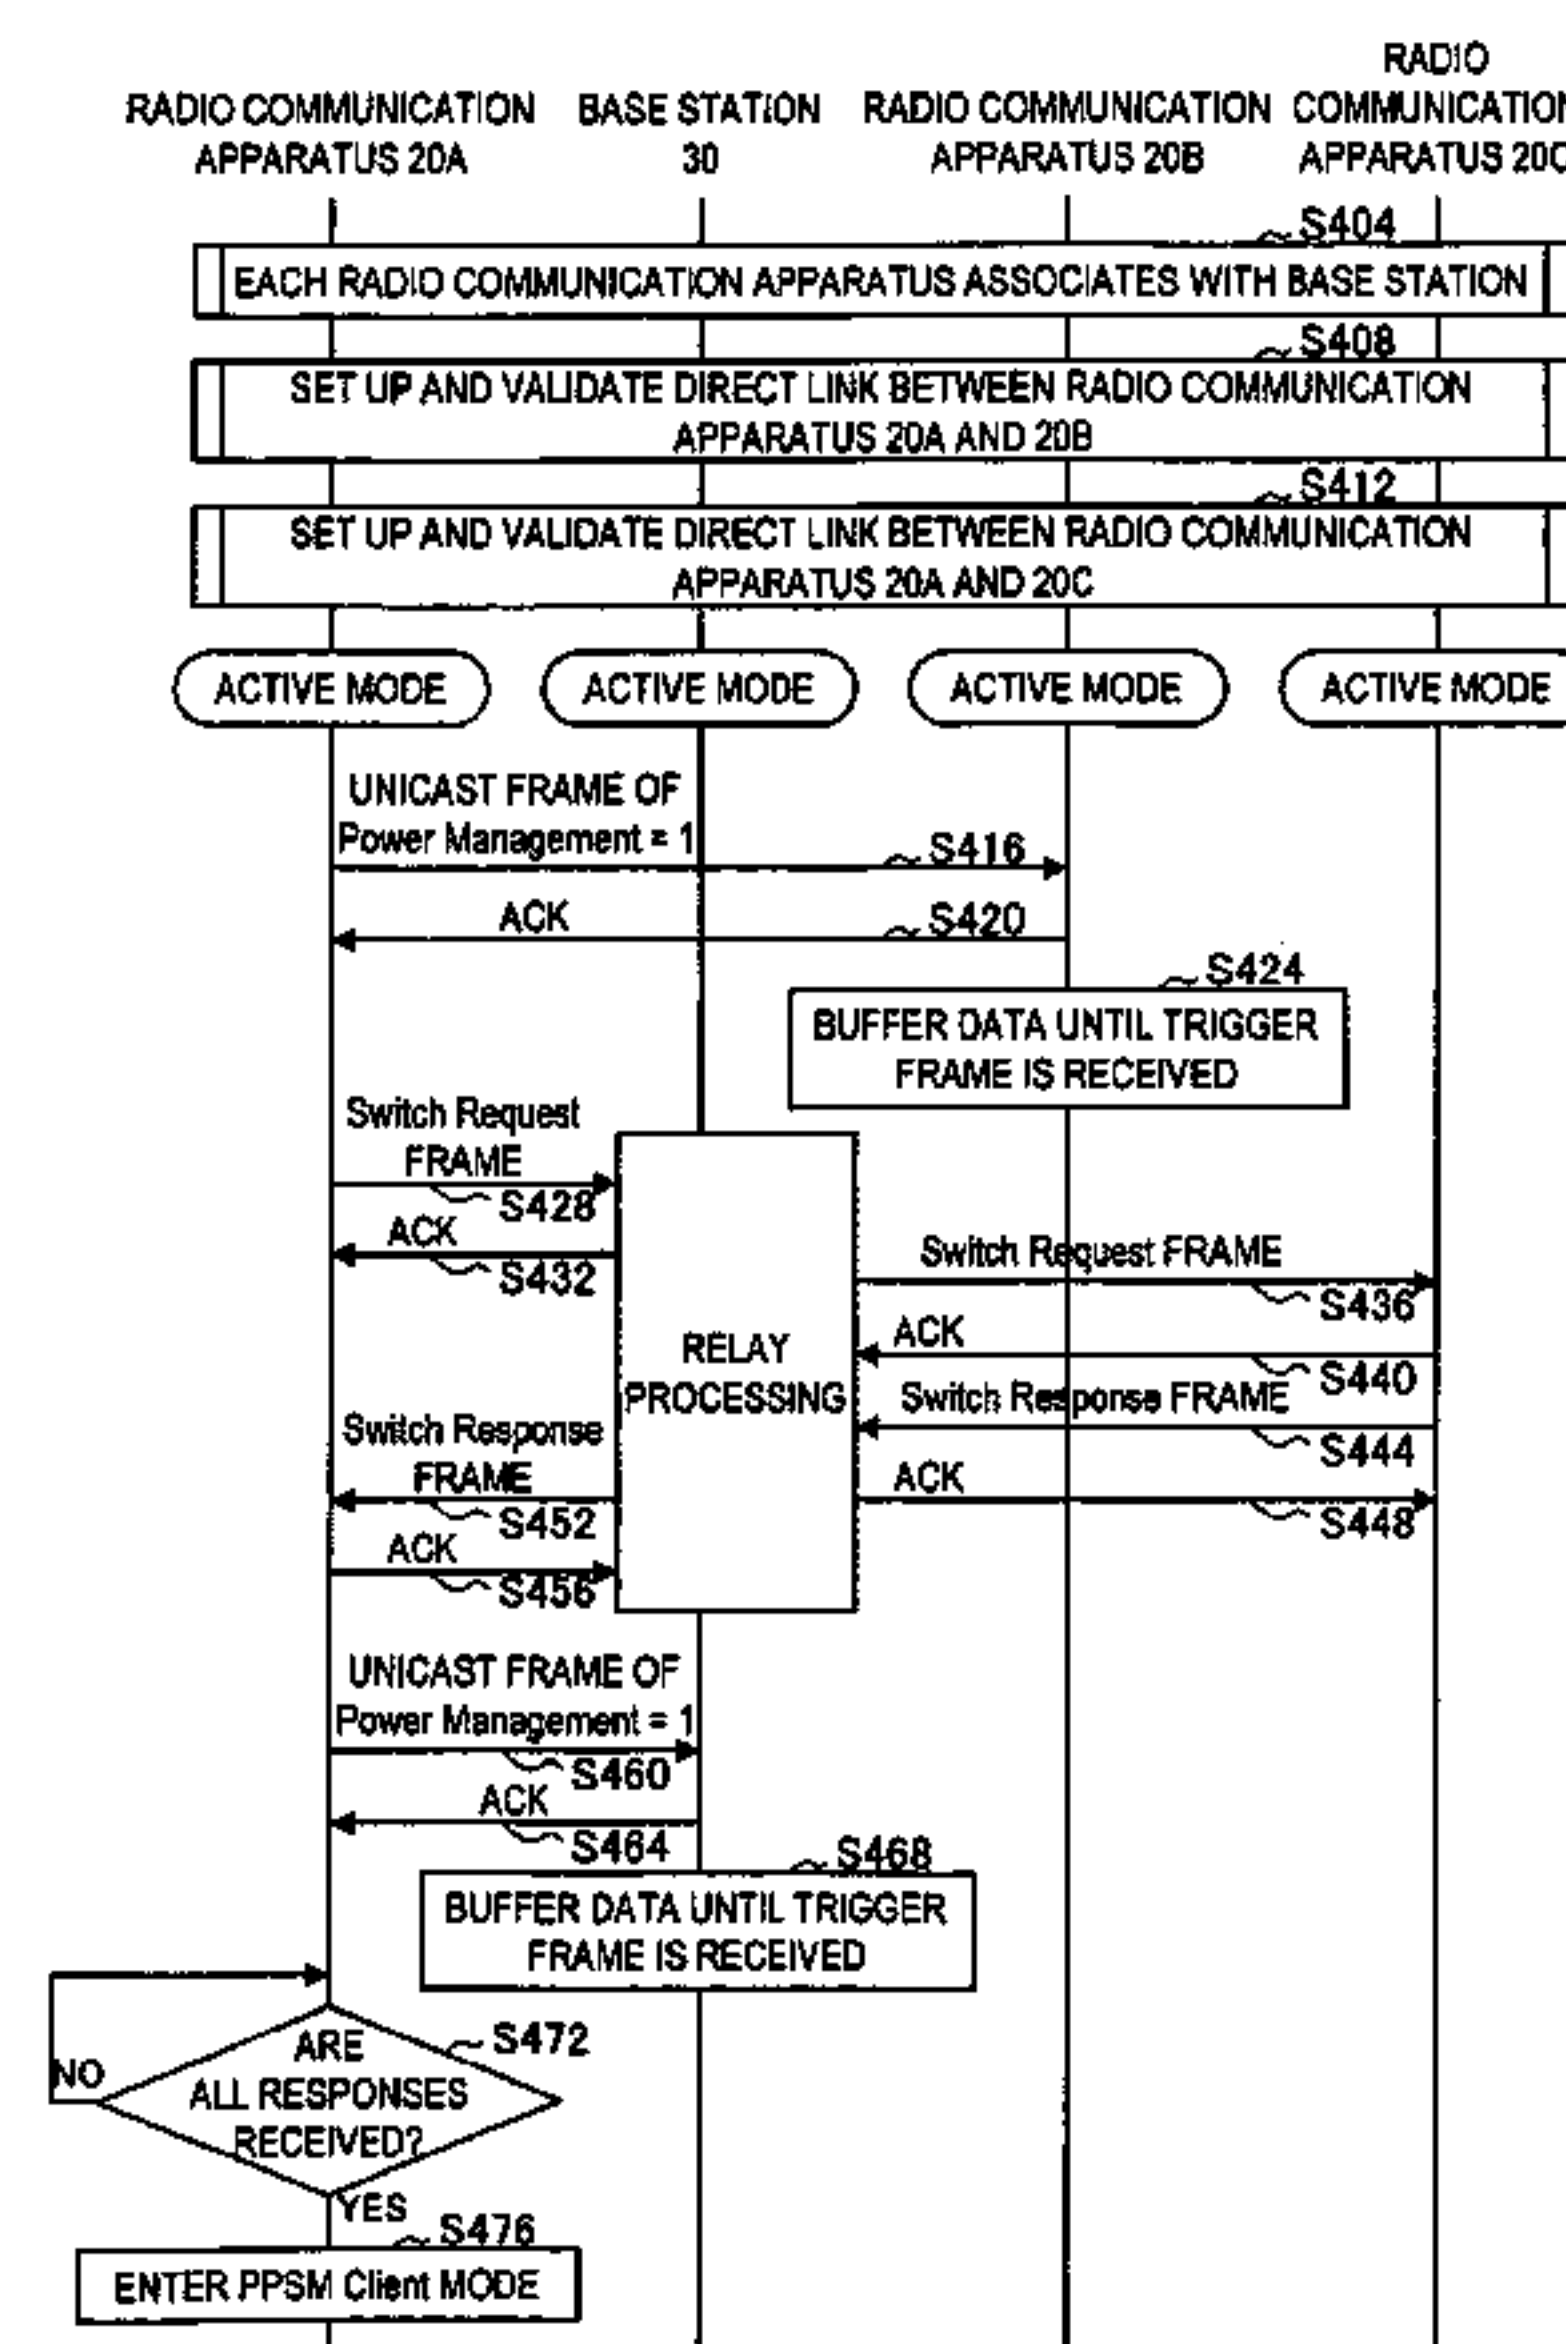 RADIO COMMUNICATION
APPARATUS 20A
BASE STATION
30
RADIO COMMUNICATION
APPARATUS 20B
RADIO
COMMUNICATION
APPARATUS 20C
S404
EACH RADIO COMMUNICATION APPARATUS ASSOCIATES WITH BASE STATION
S408
SET UP AND VALIDATE DIRECT LINK BETWEEN RADIO COMMUNICATION
APPARATUS 20A AND 20B
S412
SET UP AND VALIDATE DIRECT LINK BETWEEN RADIO COMMUNICATION
APPARATUS 20A AND 20C
ACTIVE MODE
ACTIVE MODE
ACTIVE MODE
ACTIVE MODE
UNICAST FRAME OF
Power Management = 1
S416
ACK
S420
S424
BUFFER DATA UNTIL TRIGGER
FRAME IS RECEIVED
Switch Request
FRAME
S428
ACK
S432
Switch Request FRAME
S436
RELAY
PROCESSING
ACK
S440
Switch Response FRAME
S444
Switch Response
FRAME
S452
ACK
S448
ACK
S456
UNICAST FRAME OF
Power Management = 1
S460
ACK
S464
S468
BUFFER DATA UNTIL TRIGGER
FRAME IS RECEIVED
S472
ARE
ALL RESPONSES
RECEIVED?
NO
YES
S476
ENTER PPSM Client MODE